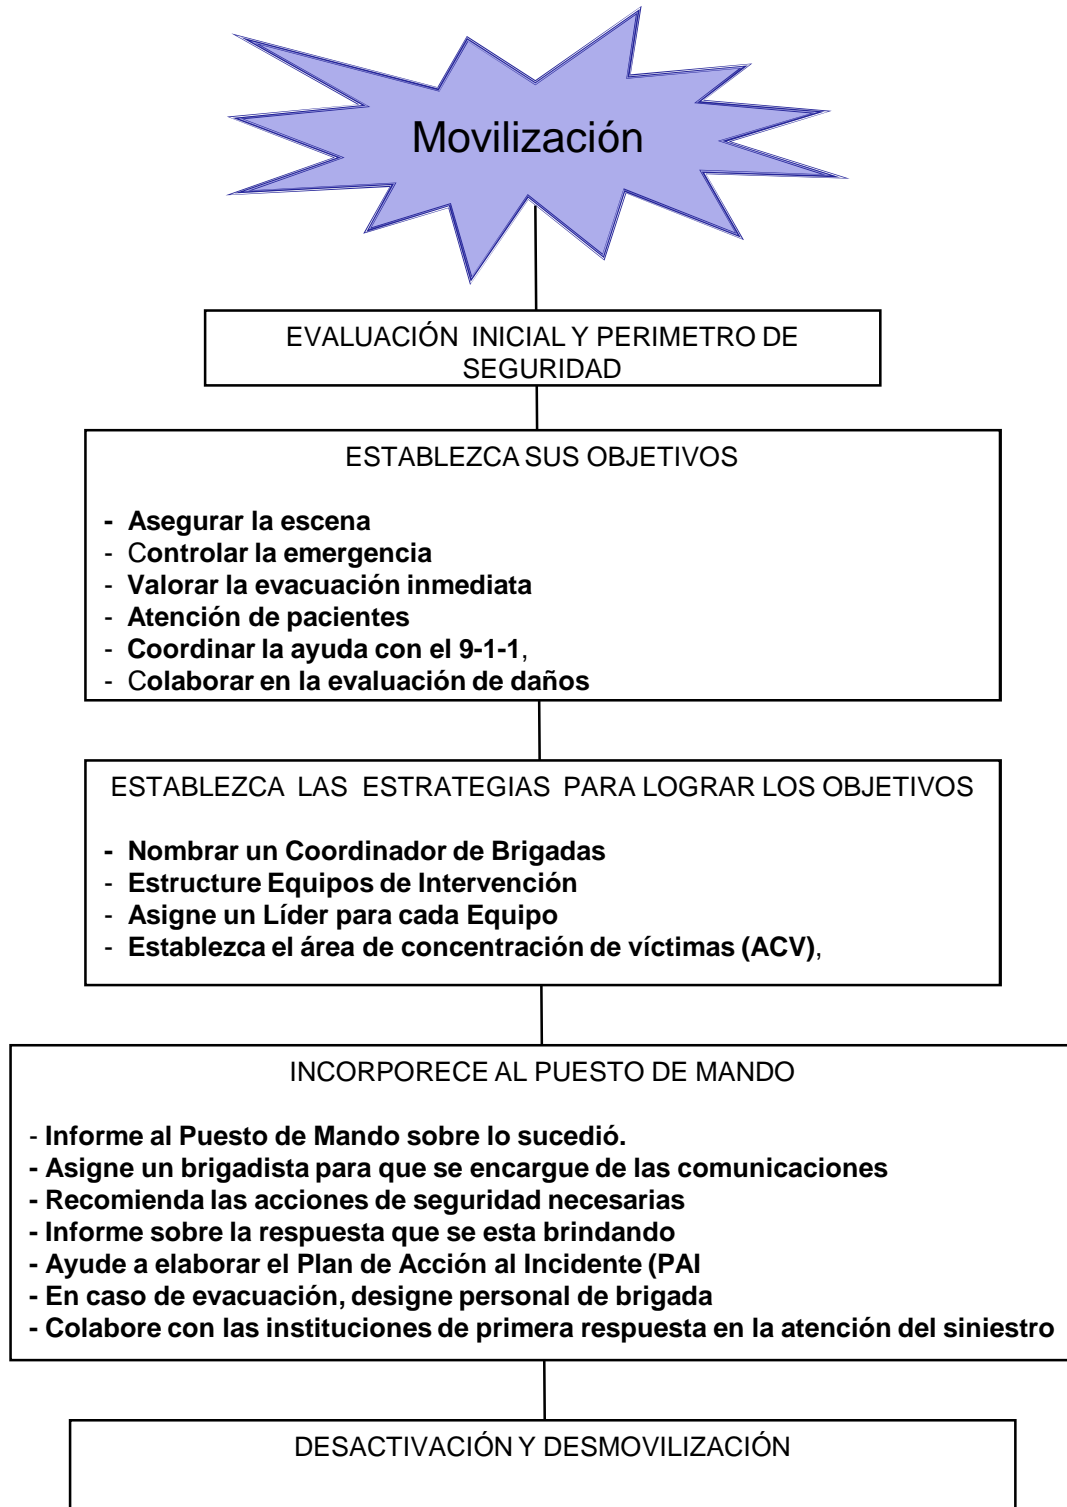 Movilización
EVALUACIÓN INICIAL Y PERIMETRO DE
SEGURIDAD
ESTABLEZCA SUS OBJETIVOS
- Asegurar la escena
- Controlar la emergencia
- Valorar la evacuación inmediata
- Atención de pacientes
- Coordinar la ayuda con el 9-1-1,
- Colaborar en la evaluación de daños
ESTABLEZCA LAS ESTRATEGIAS PARA LOGRAR LOS OBJETIVOS
- Nombrar un Coordinador de Brigadas
- Estructure Equipos de Intervención
- Asigne un Líder para cada Equipo
- Establezca el área de concentración de víctimas (ACV),
INCORPORECE AL PUESTO DE MANDO
- Informe al Puesto de Mando sobre lo sucedió.
- Asigne un brigadista para que se encargue de las comunicaciones
- Recomienda las acciones de seguridad necesarias
- Informe sobre la respuesta que se esta brindando
- Ayude a elaborar el Plan de Acción al Incidente (PAI
- En caso de evacuación, designe personal de brigada
- Colabore con las instituciones de primera respuesta en la atención del siniestro
DESACTIVACIÓN Y DESMOVILIZACIÓN